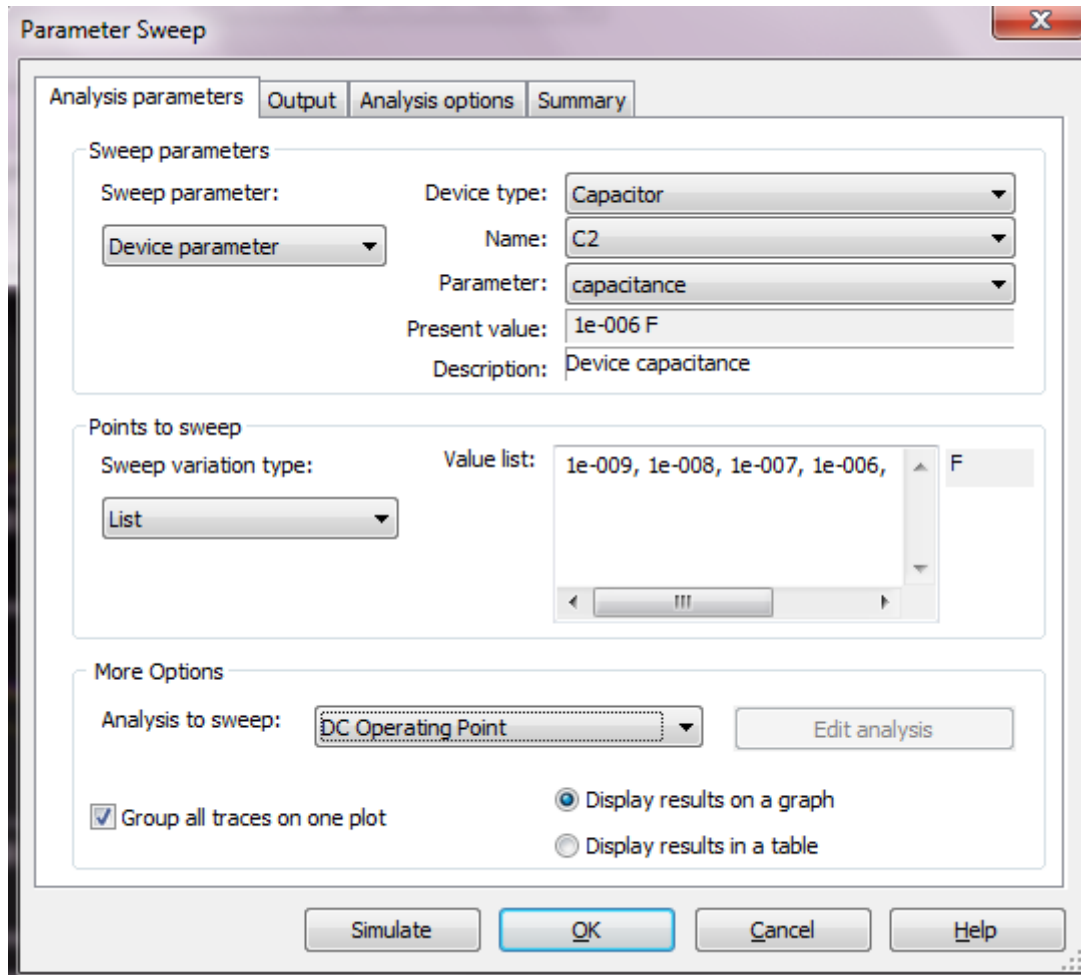 Parameter Sweep
Analysis parameters Output Analysis options Summary
Sweep parameters
Sweep parameter:
Device parameter
Device type: Capacitor
Name: C2
Parameter: capacitance
Present value: 1e-006 F
Description: Device capacitance
Points to sweep
Sweep variation type:
List
Value list: 1e-009, 1e-008, 1e-007, 1e-006, F
More Options
Analysis to sweep: DC Operating Point Edit analysis
Group all traces on one plot
Display results on a graph
Display results in a table
Simulate OK Cancel Help